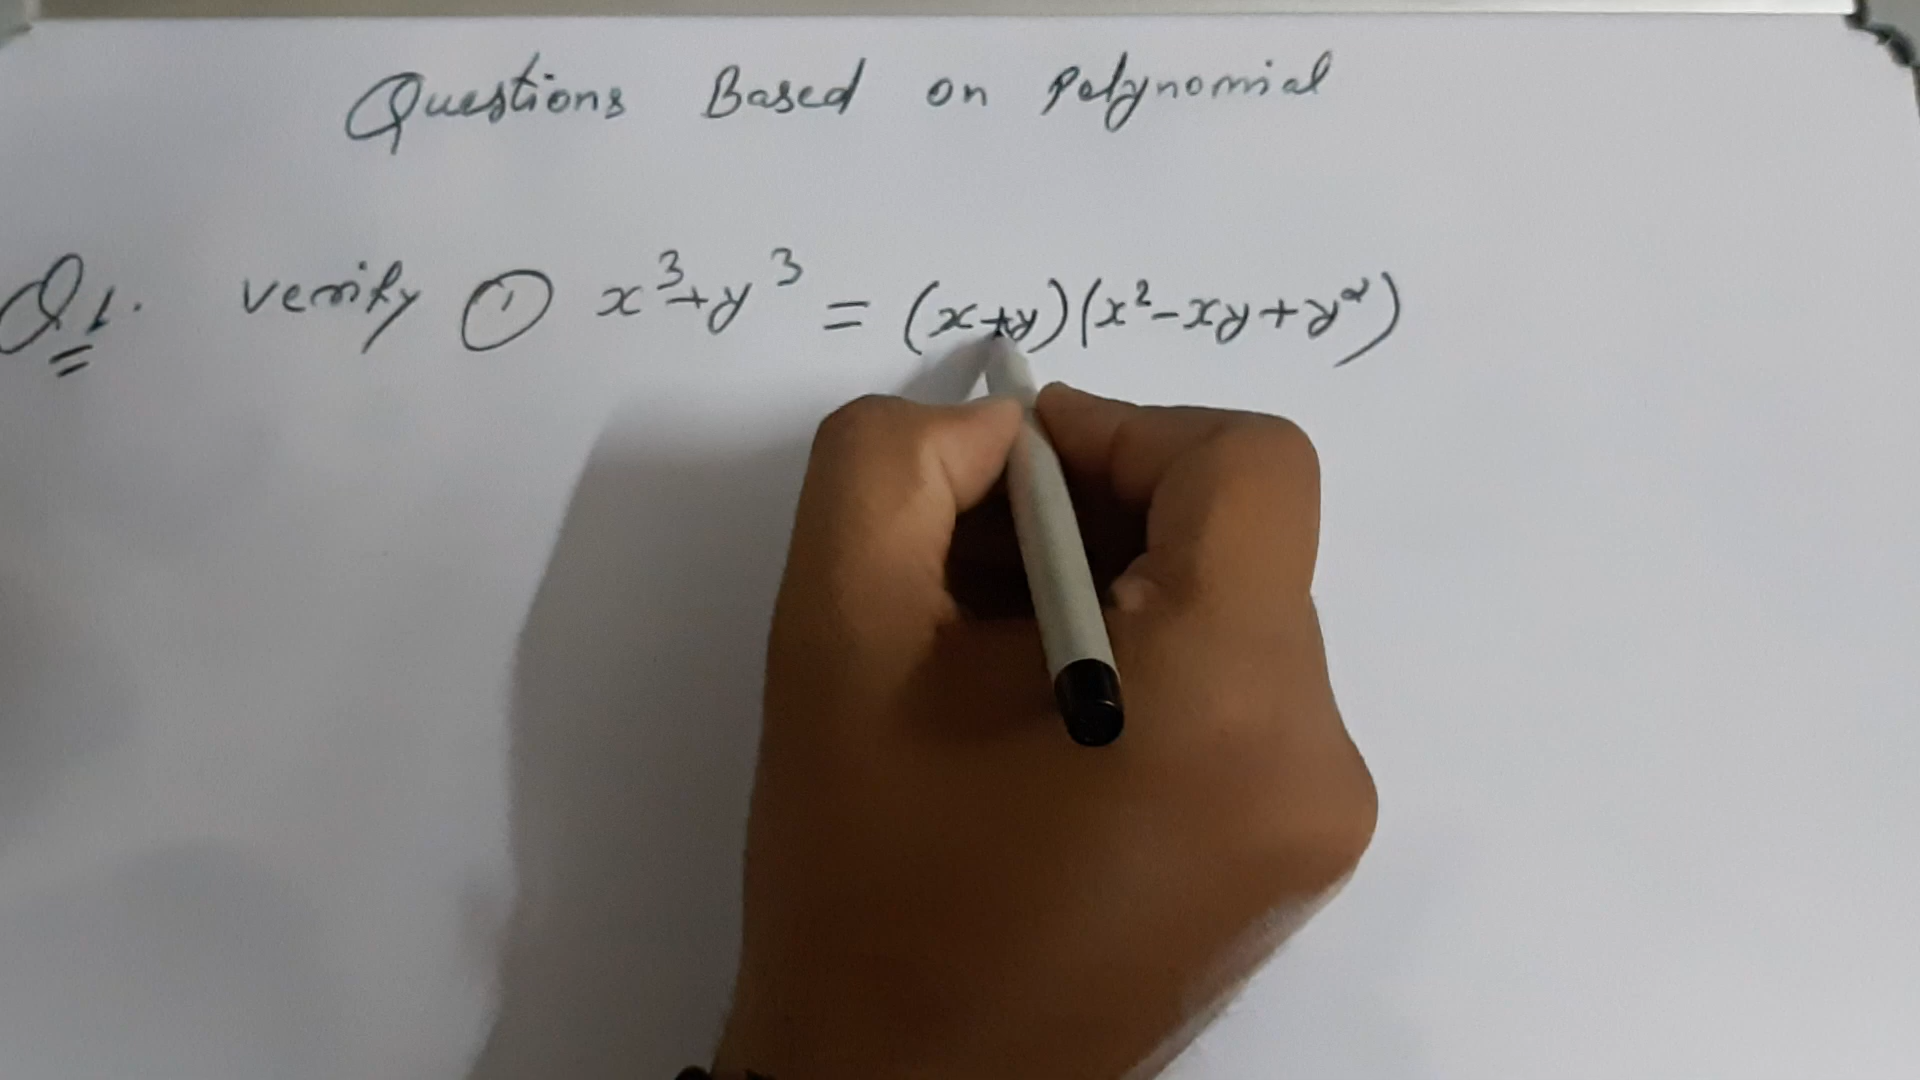 Questions Based on Polynomial
Q1. verify ① x³+y³ = (x+y)(x²-xy+y²)